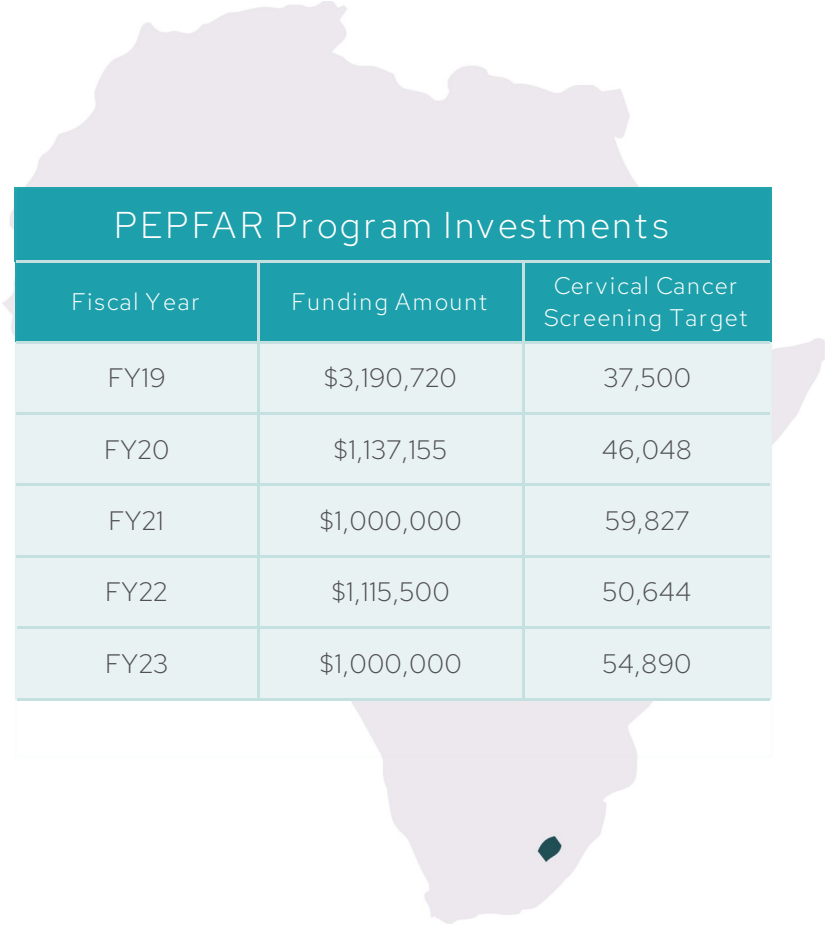 PEPFAR Program Investments
Fiscal Year
Funding Amount
Cervical Cancer
Screening Target
FY19 $3,190,720 37,500
FY20 $1,137,155 46,048
FY21 $1,000,000 59,827
FY22 $1,115,500 50,644
FY23 $1,000,000 54,890